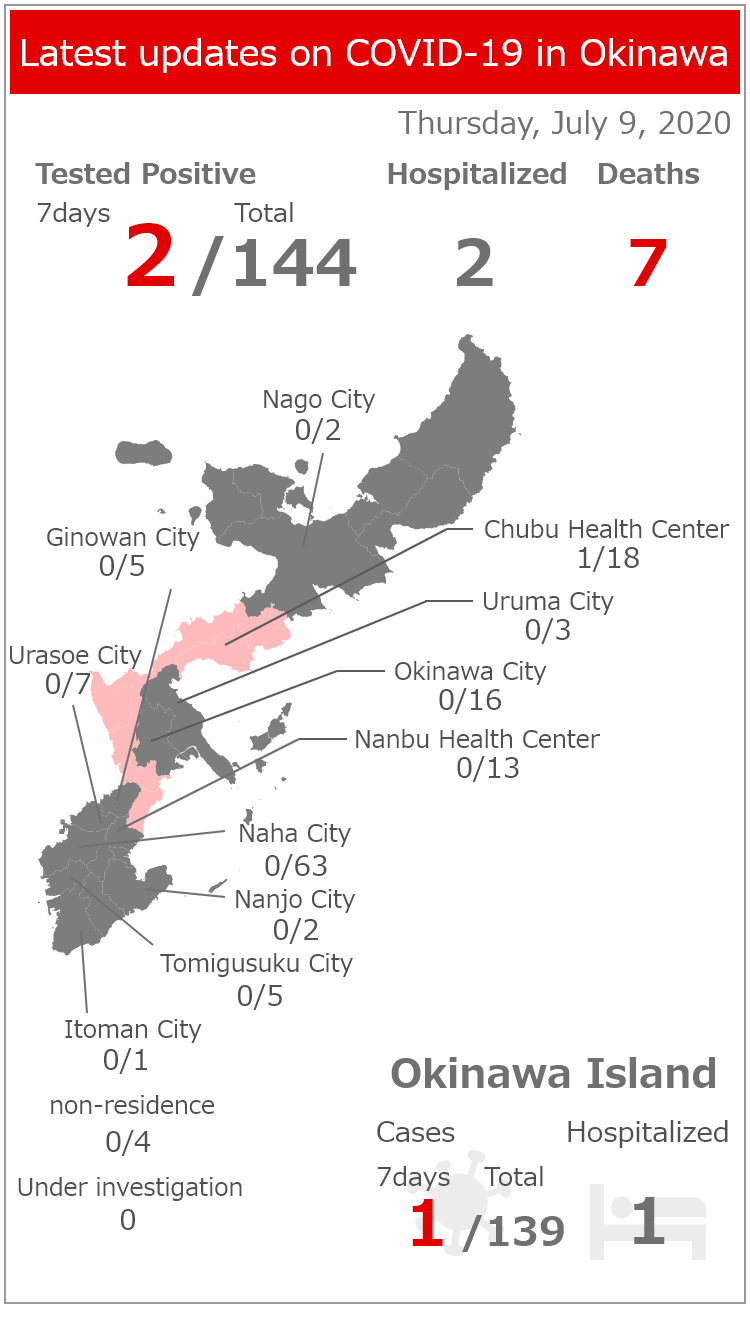 Latest updates on COVID-19 in Okinawa
Thursday, July 9, 2020
Tested Positive Hospitalized Deaths
7days Total
2 /144 2 7
Nago City
0/2
Ginowan City
0/5
Chubu Health Center
1/18
Uruma City
0/3
Urasoe City
0/7
Okinawa City
0/16
Nanbu Health Center
0/13
Naha City
0/63
Nanjo City
0/2
Tomigusuku City
0/5
Itoman City
0/1
non-residence
0/4
Under investigation
0
Okinawa Island
Cases Hospitalized
7days Total
1 /139 1